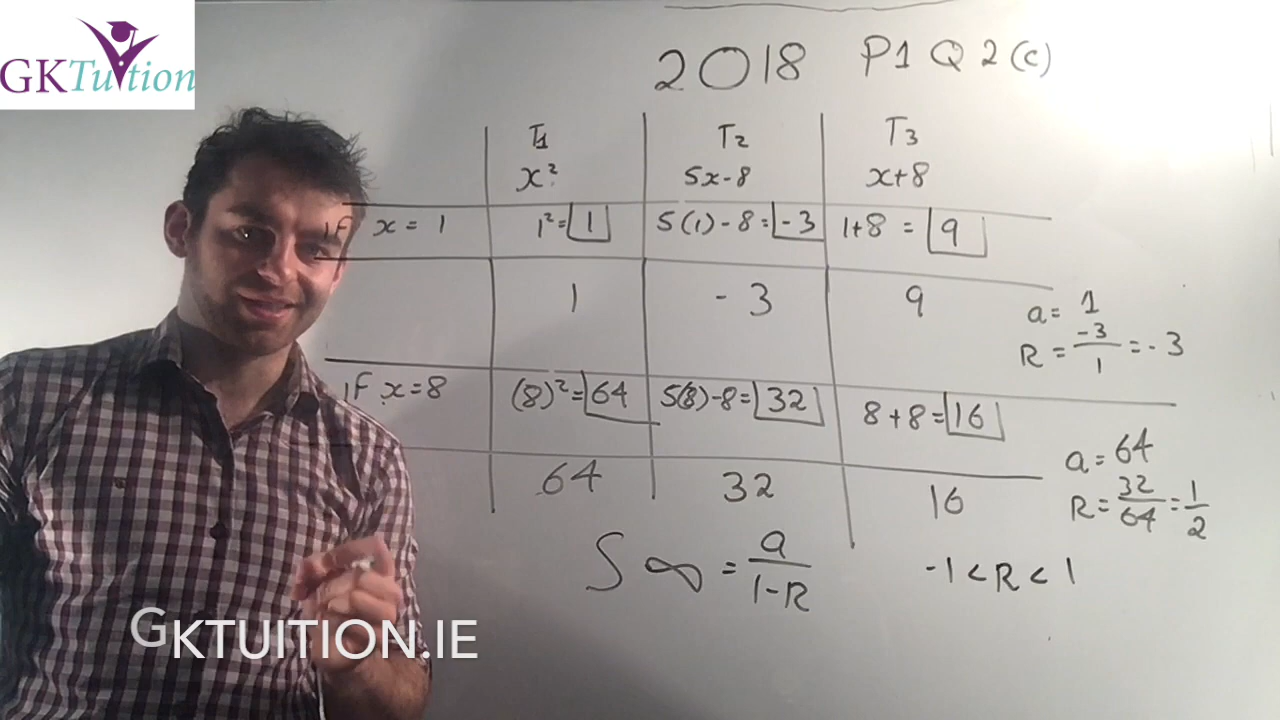 GKTuition
2018 P1 Q2(c)
T1 T2 T3
x² 5x-8 x+8
if x = 1 1²= 1 5(1)-8= -3 1+8 = 9
1 -3 9
a= 1
R = -3/1 = -3
if x=8 (8)²= 64 5(8)-8= 32 8+8= 16
64 32 16
a= 64
R= 32/64 = 1/2
S∞ = a/1-R -1<R<1
GKTUITION.IE